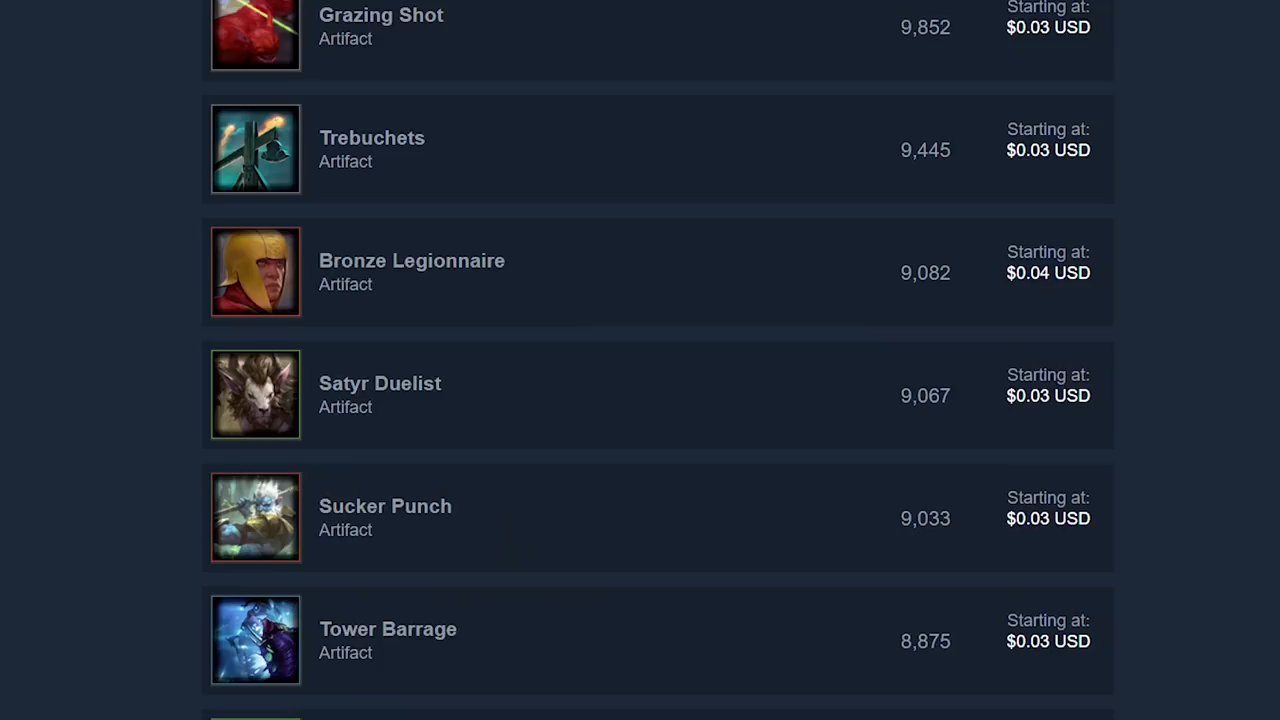 Grazing Shot
Artifact
9,852
Starting at:
$0.03 USD
Trebuchets
Artifact
9,445
Starting at:
$0.03 USD
Bronze Legionnaire
Artifact
9,082
Starting at:
$0.04 USD
Satyr Duelist
Artifact
9,067
Starting at:
$0.03 USD
Sucker Punch
Artifact
9,033
Starting at:
$0.03 USD
Tower Barrage
Artifact
8,875
Starting at:
$0.03 USD